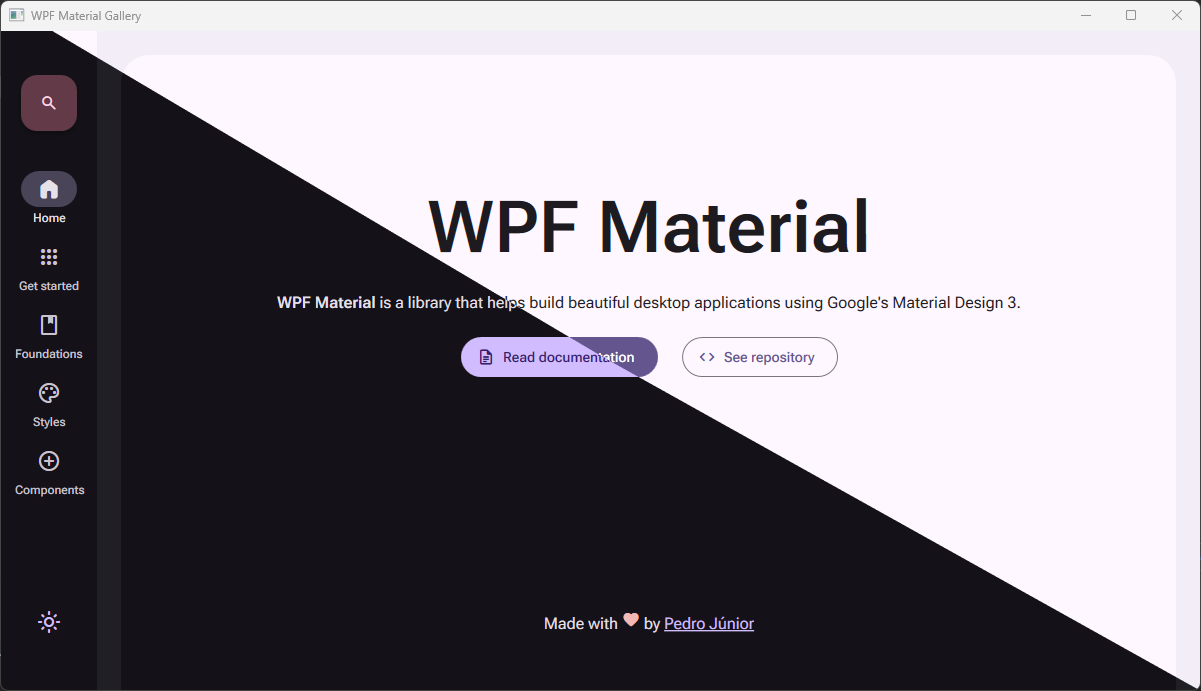 WPF Material Gallery
Home
Get started
Foundations
Styles
Components
WPF Material
WPF Material is a library that helps build beautiful desktop applications using Google's Material Design 3.
Read documentation
See repository
Made with ❤ by Pedro Júnior